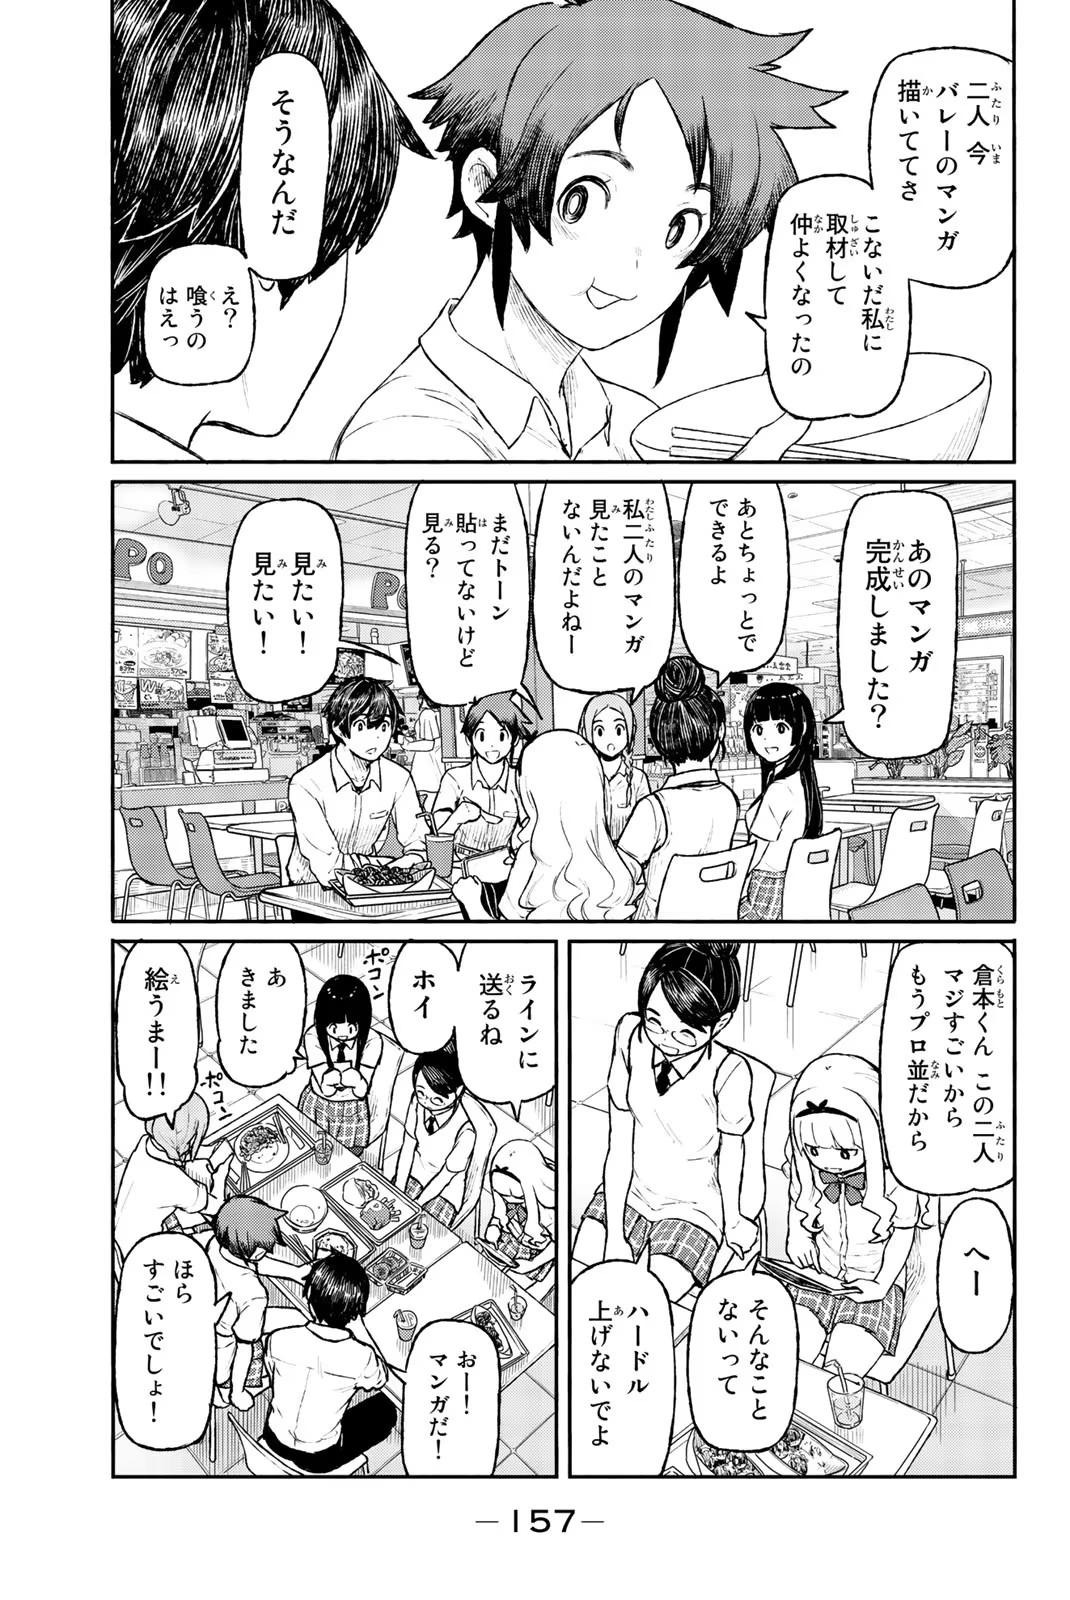 二人 今
バレーのマンガ
描いててさ
こないだ私に
取材して
仲よくなったの
そうなんだ
え？
喰うの
はえっ
あのマンガ
完成しました？
あとちょっとで
できるよ
私二人のマンガ
見たこと
ないんだよねー
まだトーン
貼ってないけど
見る？
見たい！
見たい！
Po
Po
倉本くん この二人
マジすごいから
もうプロ並だから
へー
そんなこと
ないって
ハードル
上げないでよ
ラインに
送るね
ホイ
ポコン
あ
きました
ポコン
絵うまー!!
おー！
マンガだ！
ほら
すごいでしょ！
— 157 —